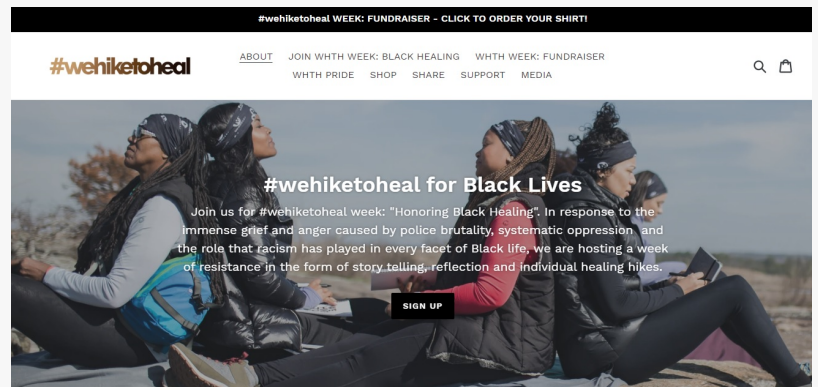 #wehiketoheal WEEK: FUNDRAISER - CLICK TO ORDER YOUR SHIRT!
#wehiketoheal
ABOUT JOIN WHTH WEEK: BLACK HEALING WHTH WEEK: FUNDRAISER
WHTH PRIDE SHOP SHARE SUPPORT MEDIA
#wehiketoheal for Black Lives
Join us for #wehiketoheal week: "Honoring Black Healing". In response to the
immense grief and anger caused by police brutality, systematic oppression and
the role that racism has played in every facet of Black life, we are hosting a week
of resistance in the form of story telling, reflection and individual healing hikes.
SIGN UP